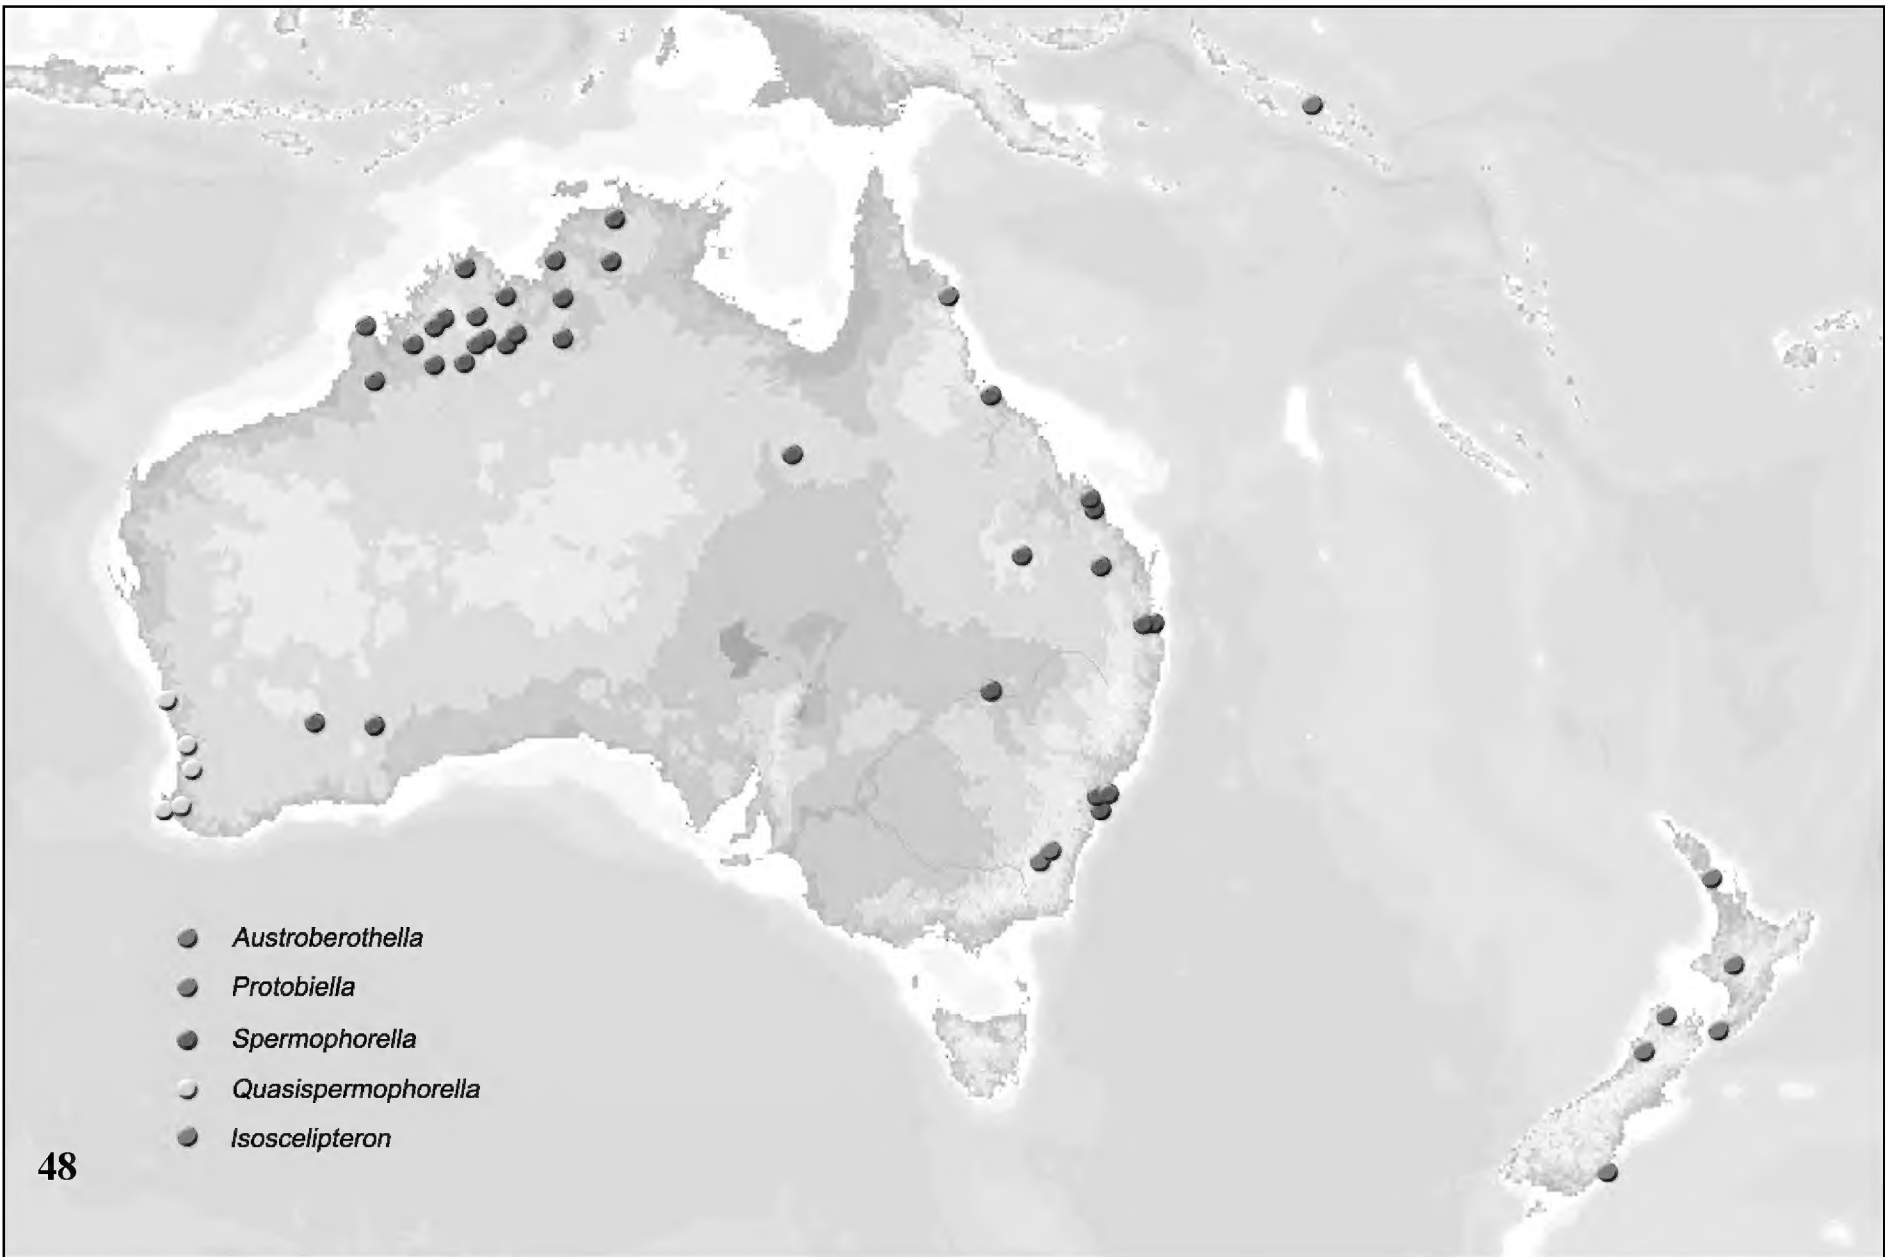 Austroberothella
Protobiella
Spermophorella
Quasispermophorella
Isoscelipteron
48